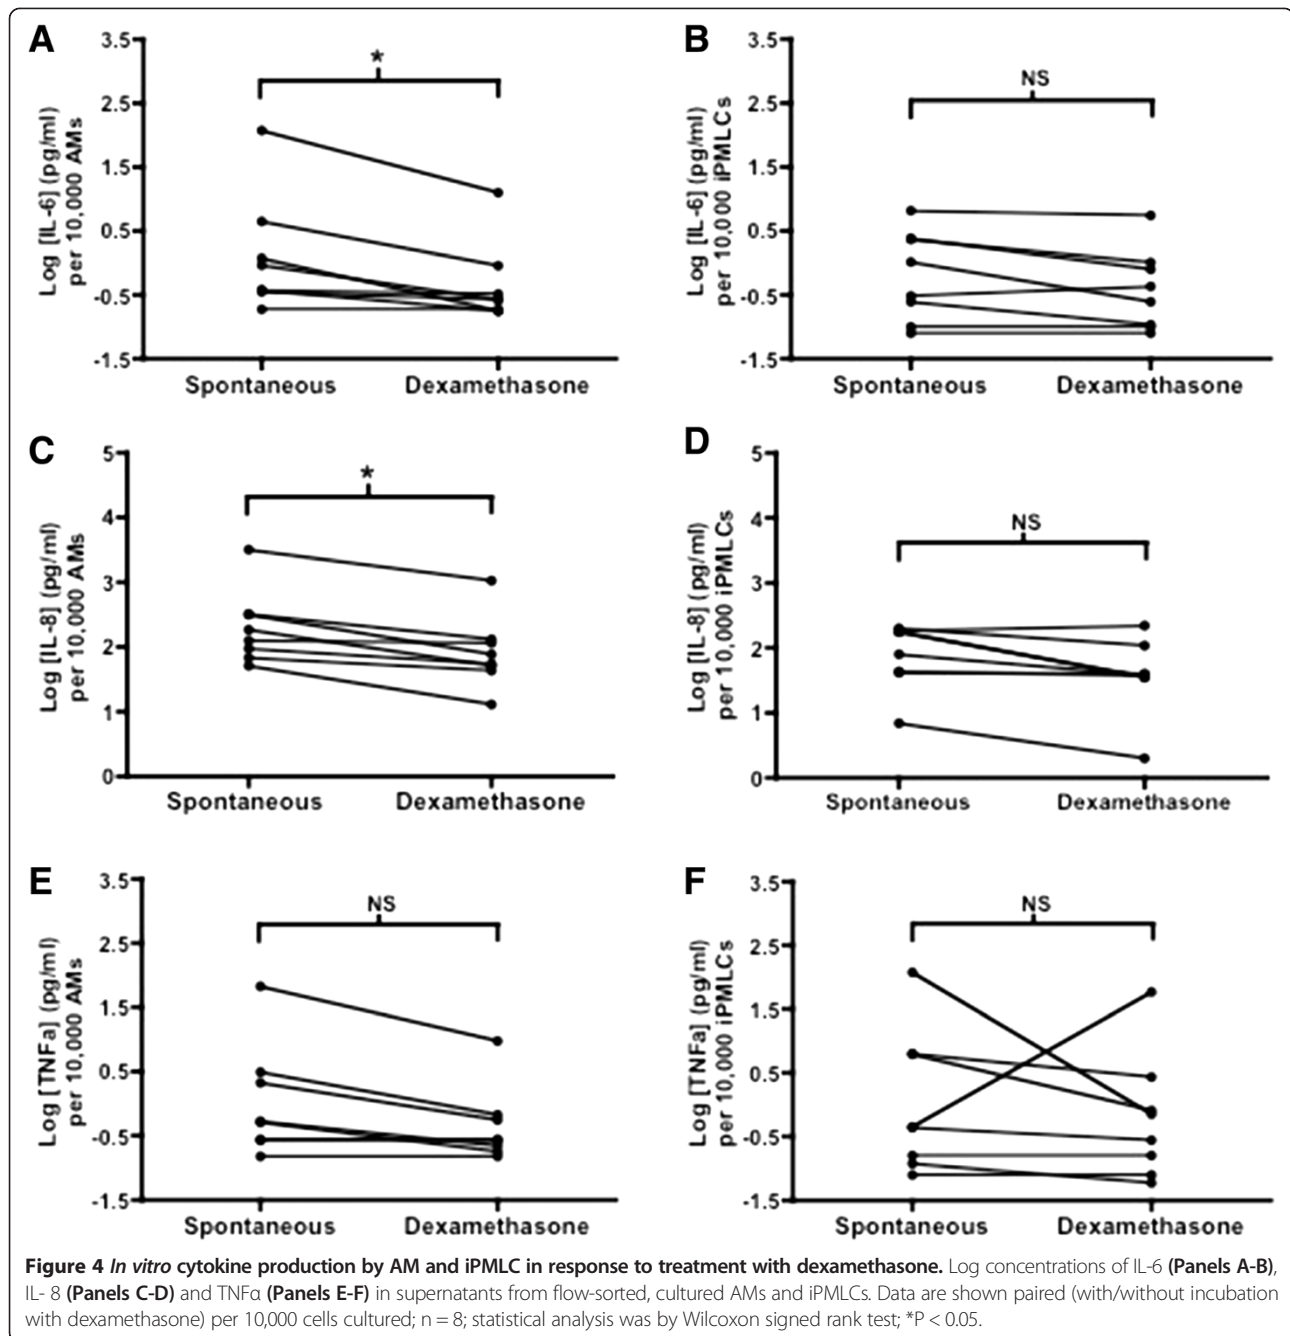 A
3.5
2.5
1.5
0.5
-0.5
-1.5
Log [IL-6] (pg/ml)
per 10,000 AMs
*
Spontaneous
Dexamethasone
B
3.5
2.5
1.5
0.5
-0.5
-1.5
Log [IL-6] (pg/ml)
per 10,000 iPMLCs
NS
Spontaneous
Dexamethasone
C
5
4
3
2
1
0
Log [IL-8] (pg/ml)
per 10,000 AMs
*
Spontaneous
Dexamethasone
D
5
4
3
2
1
0
Log [IL-8] (pg/ml)
per 10,000 iPMLCs
NS
Spontaneous
Dexamethasone
E
3.5
2.5
1.5
0.5
-0.5
-1.5
Log [TNFa] (pg/ml)
per 10,000 AMs
NS
Spontaneous
Dexamethasone
F
3.5
2.5
1.5
0.5
-0.5
-1.5
Log [TNFa] (pg/ml)
per 10,000 iPMLCs
NS
Spontaneous
Dexamethasone
Figure 4 In vitro cytokine production by AM and iPMLC in response to treatment with dexamethasone. Log concentrations of IL-6 (Panels A-B),
IL- 8 (Panels C-D) and TNFα (Panels E-F) in supernatants from flow-sorted, cultured AMs and iPMLCs. Data are shown paired (with/without incubation
with dexamethasone) per 10,000 cells cultured; n = 8; statistical analysis was by Wilcoxon signed rank test; *P < 0.05.